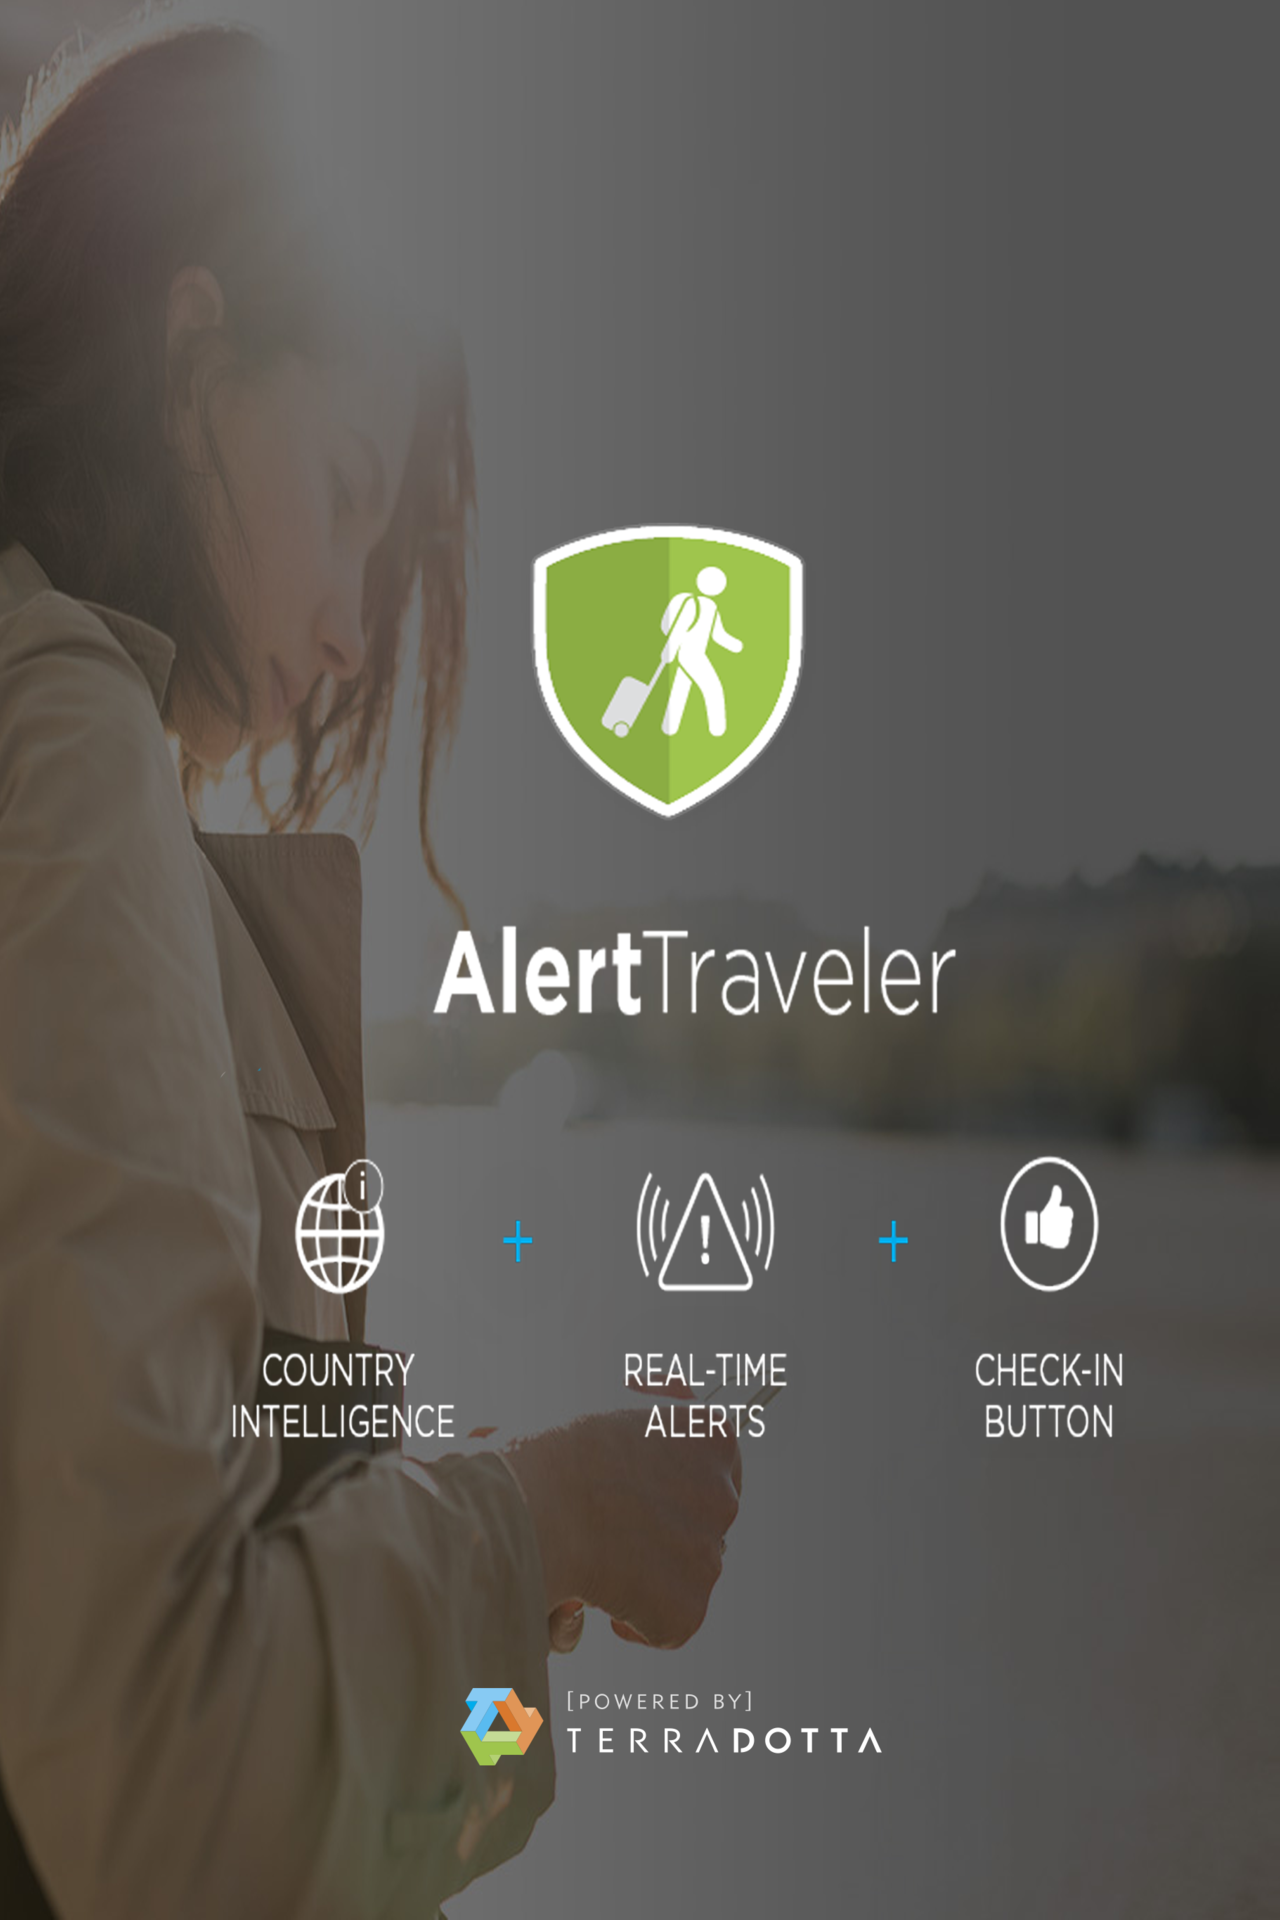 AlertTraveler
COUNTRY
INTELLIGENCE
REAL-TIME
ALERTS
CHECK-IN
BUTTON
[POWERED BY]
TERRADOTTA